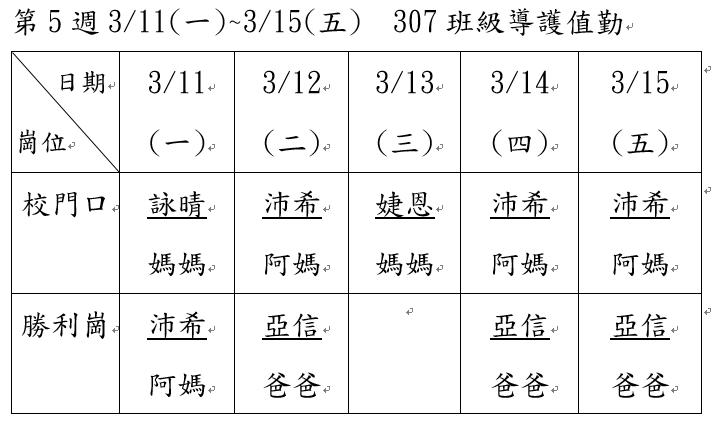 第5週3/11(一)~3/15(五) 307班級導護值勤
日期 3/11 3/12 3/13 3/14 3/15
崗位 (一) (二) (三) (四) (五)
校門口 詠晴 沛希 婕恩 沛希 沛希
媽媽 阿媽 媽媽 阿媽 阿媽
勝利崗 沛希 亞信 亞信 亞信
阿媽 爸爸 爸爸 爸爸